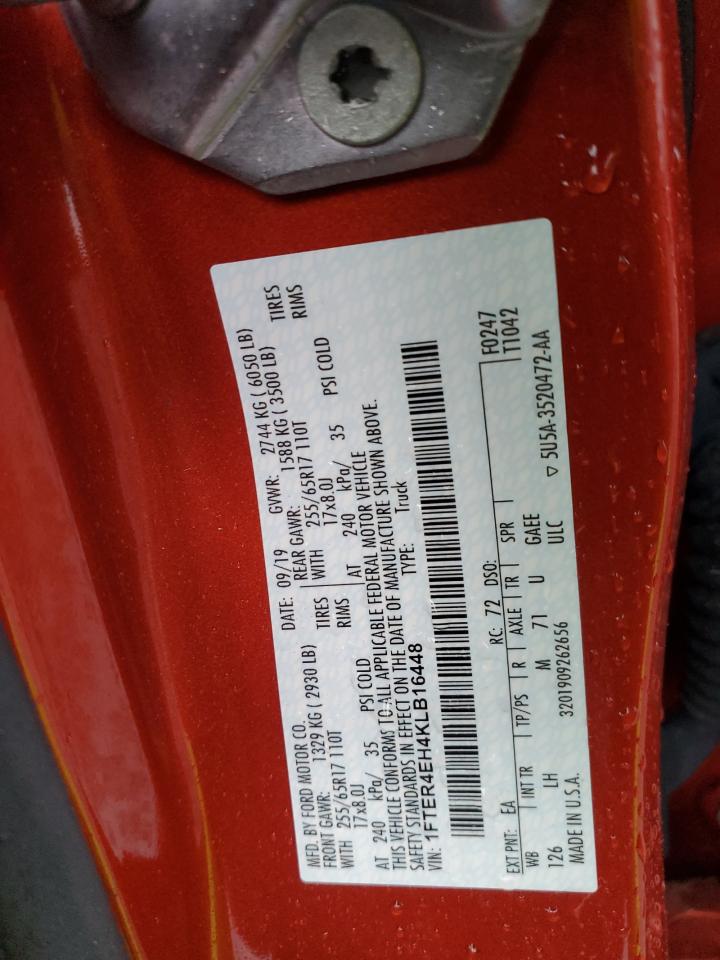 MFD. BY FORD MOTOR CO. DATE: 09/19 GVWR: 2744 KG ( 6050 LB)
FRONT GAWR: 1329 KG ( 2930 LB) REAR GAWR: 1588 KG ( 3500 LB)
WITH 255/65R17 110T TIRES WITH 255/65R17 110T TIRES
17x8.0J RIMS 17x8.0J RIMS
AT 240 kPa/ 35 PSI COLD AT 240 kPa/ 35 PSI COLD
THIS VEHICLE CONFORMS TO ALL APPLICABLE FEDERAL MOTOR VEHICLE
SAFETY STANDARDS IN EFFECT ON THE DATE OF MANUFACTURE SHOWN ABOVE.
VIN: 1FTER4EH4KLB16448 TYPE: Truck
EXT PNT: EA RC: 72 DSO: F0247
WB INT TR TP/PS R AXLE TR SPR T1042
126 LH M 71 U GAEE
ULC
MADE IN U.S.A. 3201909262656 ▽ 5U5A-3520472-AA